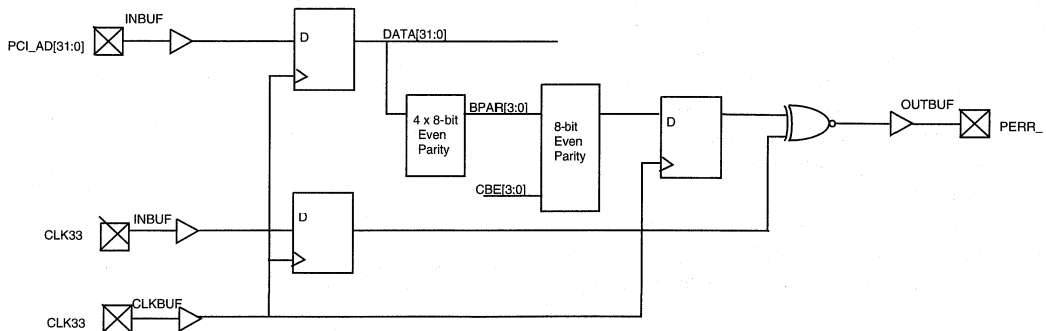 INBUF
PCI_AD[31:0]
D
DATA[31:0]
4 x 8-bit
Even
Parity
BPAR[3:0]
8-bit
Even
Parity
CBE[3:0]
D
OUTBUF
PERR_
INBUF
CLK33
D
CLKBUF
CLK33